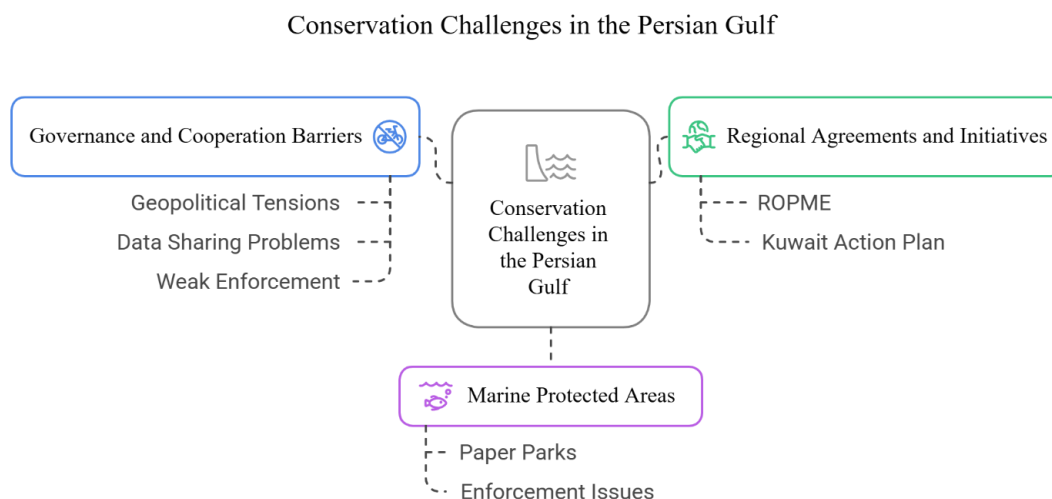 Conservation Challenges in the Persian Gulf
Governance and Cooperation Barriers
Geopolitical Tensions
Data Sharing Problems
Weak Enforcement
Conservation
Challenges in
the Persian
Gulf
Regional Agreements and Initiatives
ROPME
Kuwait Action Plan
Marine Protected Areas
Paper Parks
Enforcement Issues